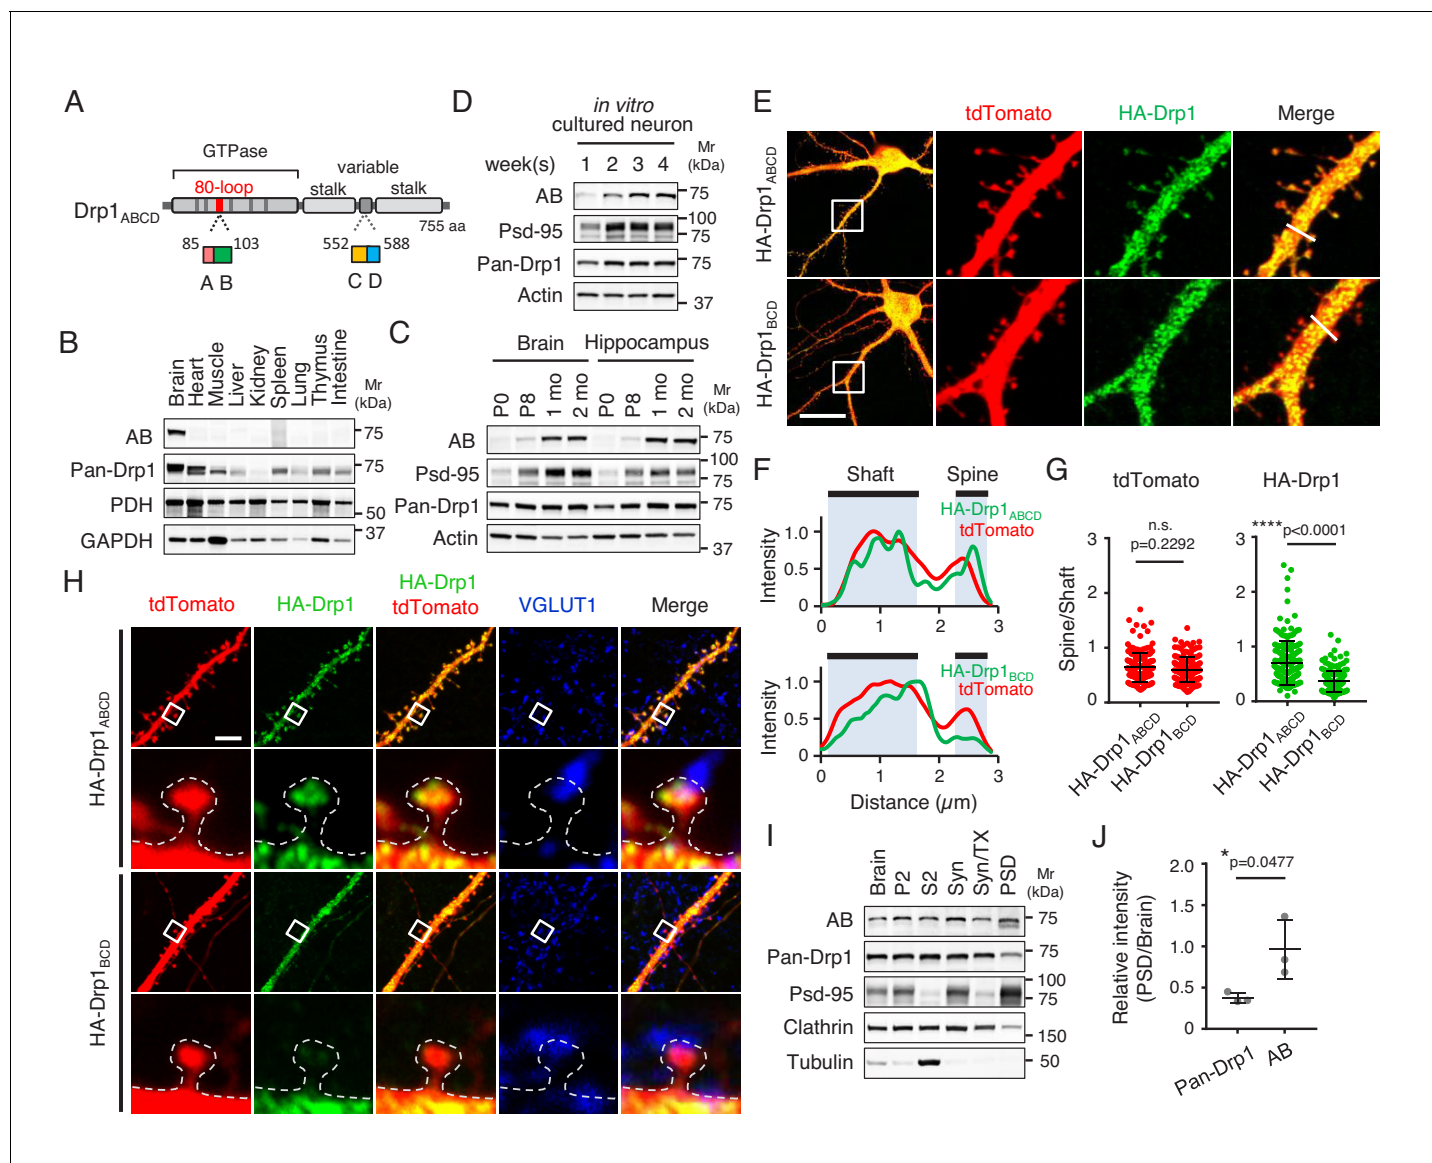 A
GTPase
variable
80-loop
stalk
stalk
Drp1ABCD
755 aa
85
103
552
588
A B
C D
B
Brain
Heart
Muscle
Liver
Kidney
Spleen
Lung
Thymus
Intestine
Mr
(kDa)
AB
75
Pan-Drp1
75
PDH
50
GAPDH
37
C
Brain
Hippocampus
P0
P8
1 mo
2 mo
P0
P8
1 mo
2 mo
Mr
(kDa)
AB
75
Psd-95
100
75
Pan-Drp1
75
Actin
37
D
in vitro
cultured neuron
week(s) 1 2 3 4
Mr
(kDa)
AB
75
Psd-95
100
75
Pan-Drp1
75
Actin
37
E
tdTomato
HA-Drp1
Merge
HA-Drp1ABCD
HA-Drp1BCD
F
Shaft
Spine
HA-Drp1ABCD
tdTomato
Intensity
1.0
0.5
0
0 1 2 3
HA-Drp1BCD
tdTomato
Intensity
1.0
0.5
0
0 1 2 3
Distance (µm)
G
tdTomato
HA-Drp1
n.s.
p=0.2292
****p<0.0001
Spine/Shaft
3
2
1
0
3
2
1
0
HA-Drp1ABCD
HA-Drp1BCD
HA-Drp1ABCD
HA-Drp1BCD
H
tdTomato
HA-Drp1
HA-Drp1
tdTomato
VGLUT1
Merge
HA-Drp1ABCD
HA-Drp1BCD
I
Brain
P2
S2
Syn
Syn/TX
PSD
Mr
(kDa)
AB
75
Pan-Drp1
75
Psd-95
100
75
Clathrin
150
Tubulin
50
J
* p=0.0477
Relative intensity
(PSD/Brain)
2.0
1.5
1.0
0.5
0
Pan-Drp1
AB